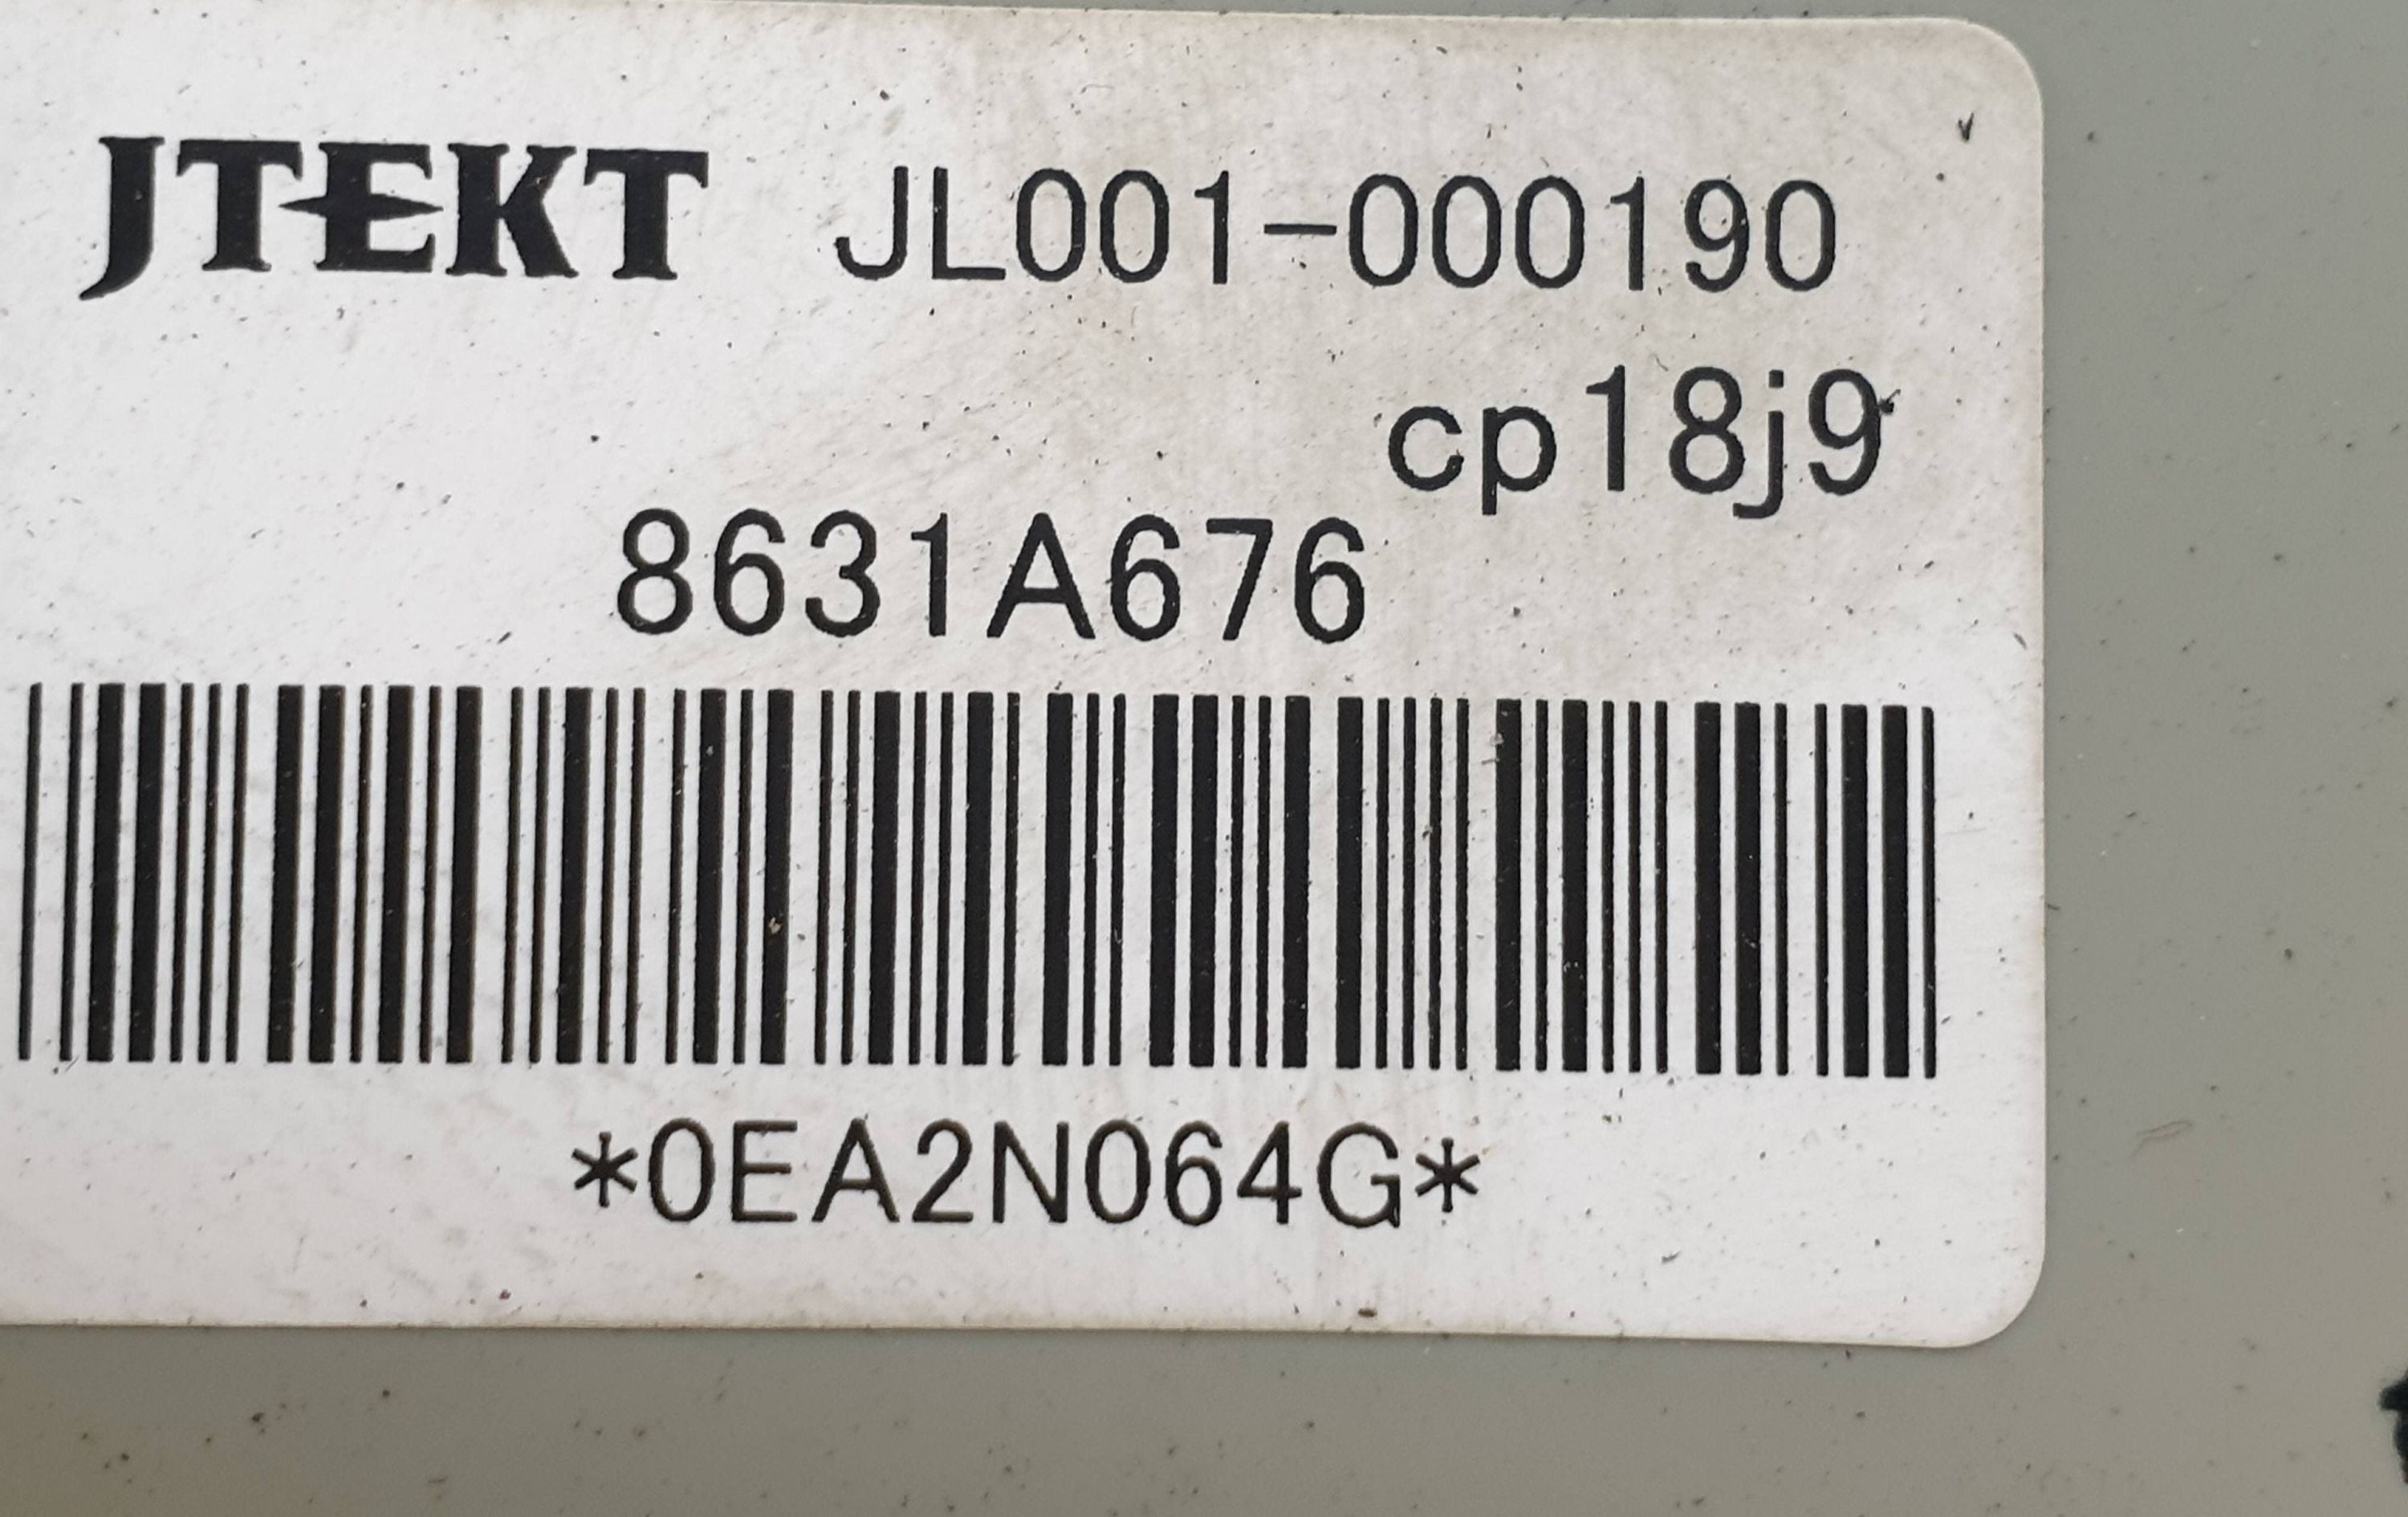 JTEKT JL001-000190
cp18j9
8631A676
*0EA2N064G*